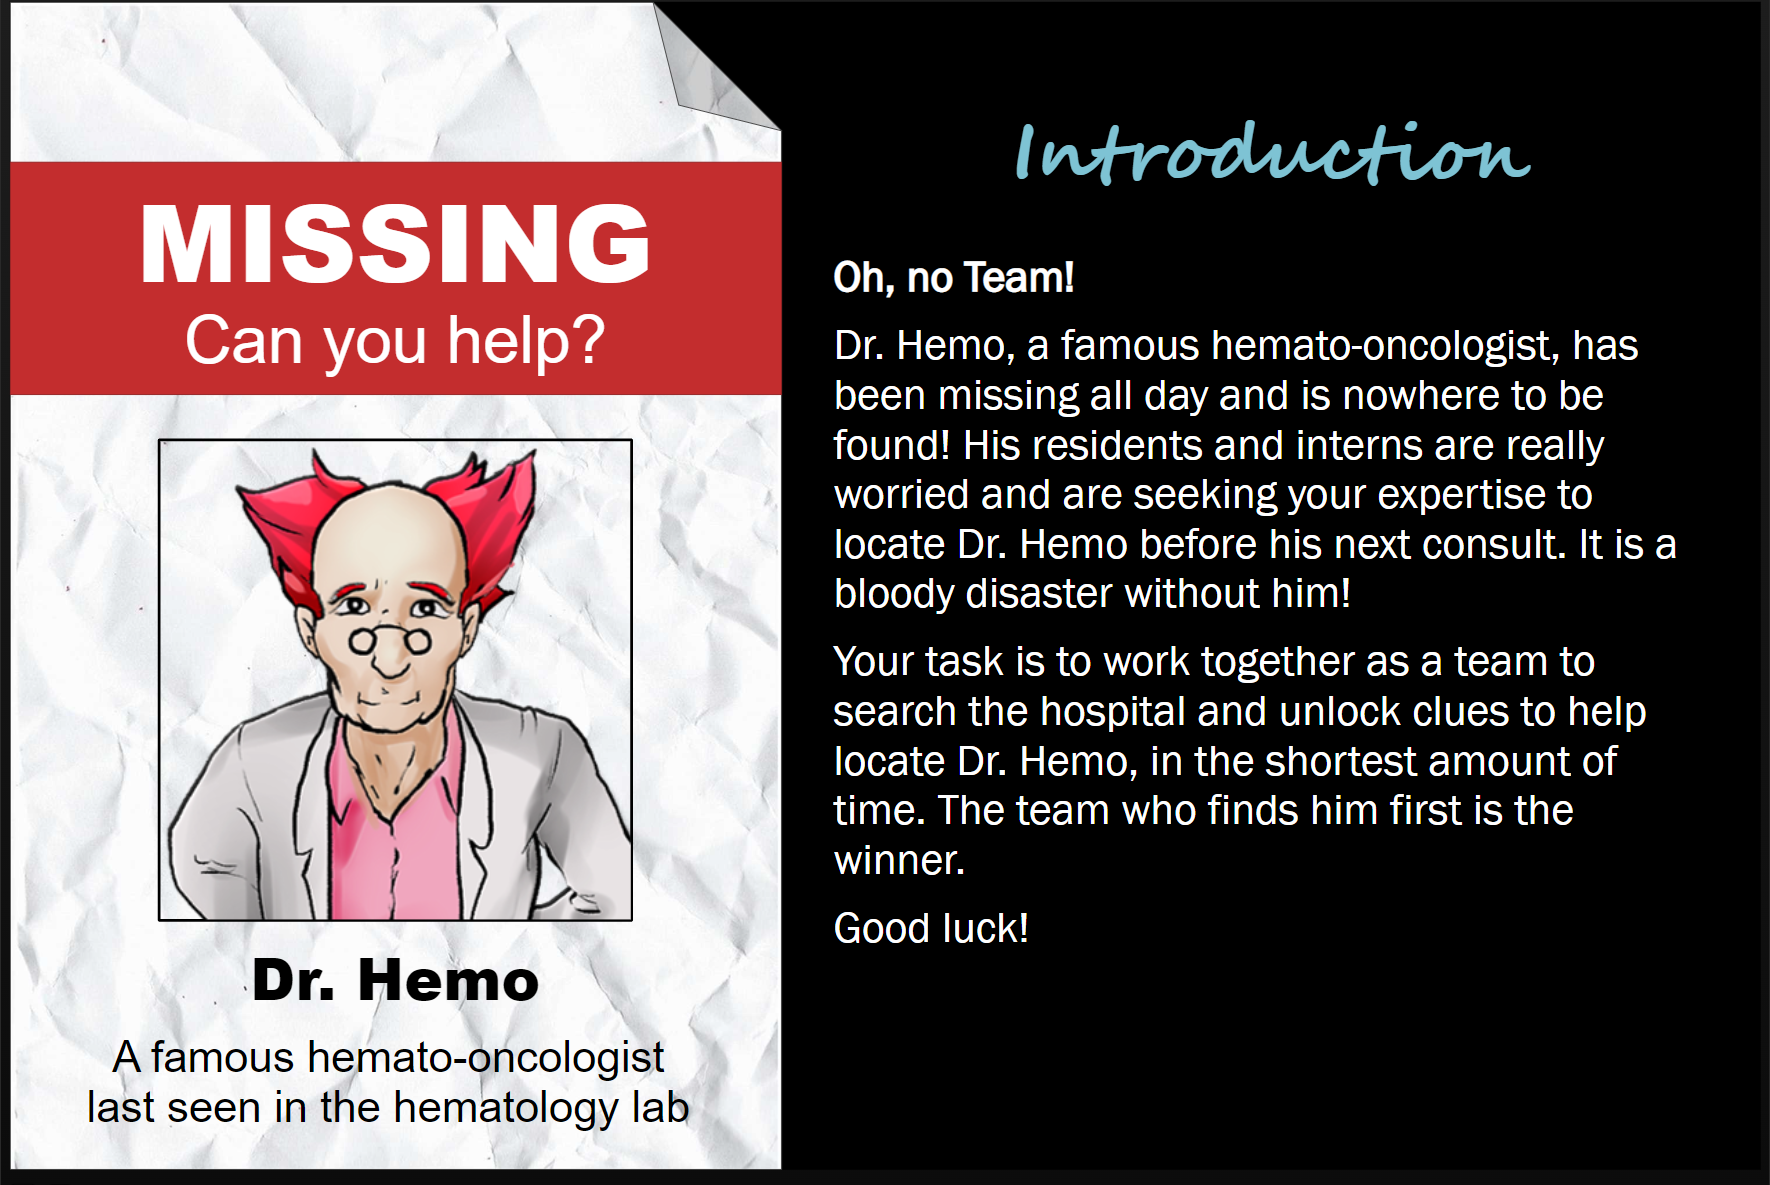 MISSING
Can you help?
Dr. Hemo
A famous hemato-oncologist
last seen in the hematology lab
Introduction
Oh, no Team!
Dr. Hemo, a famous hemato-oncologist, has
been missing all day and is nowhere to be
found! His residents and interns are really
worried and are seeking your expertise to
locate Dr. Hemo before his next consult. It is a
bloody disaster without him!
Your task is to work together as a team to
search the hospital and unlock clues to help
locate Dr. Hemo, in the shortest amount of
time. The team who finds him first is the
winner.
Good luck!